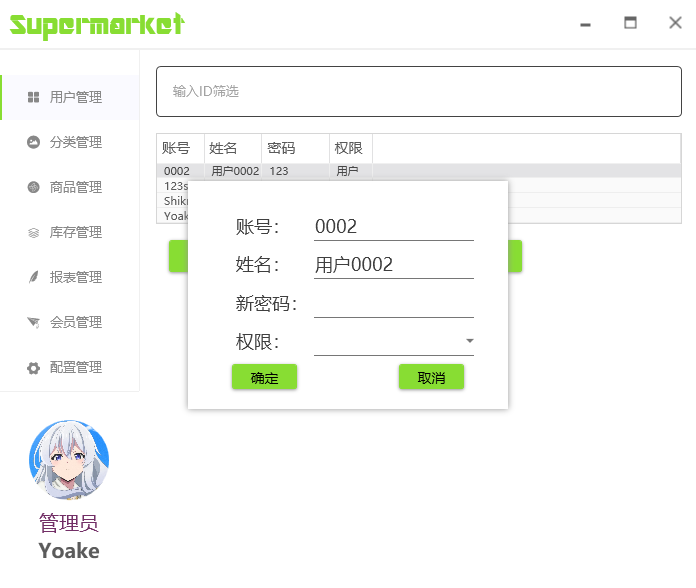 Supermarket
用户管理
分类管理
商品管理
库存管理
报表管理
会员管理
配置管理
管理员
Yoake
输入ID筛选
账号 姓名 密码 权限
0002 用户0002 123 用户
123s
Shik
Yoak
账号： 0002
姓名： 用户0002
新密码：
权限：
确定 取消